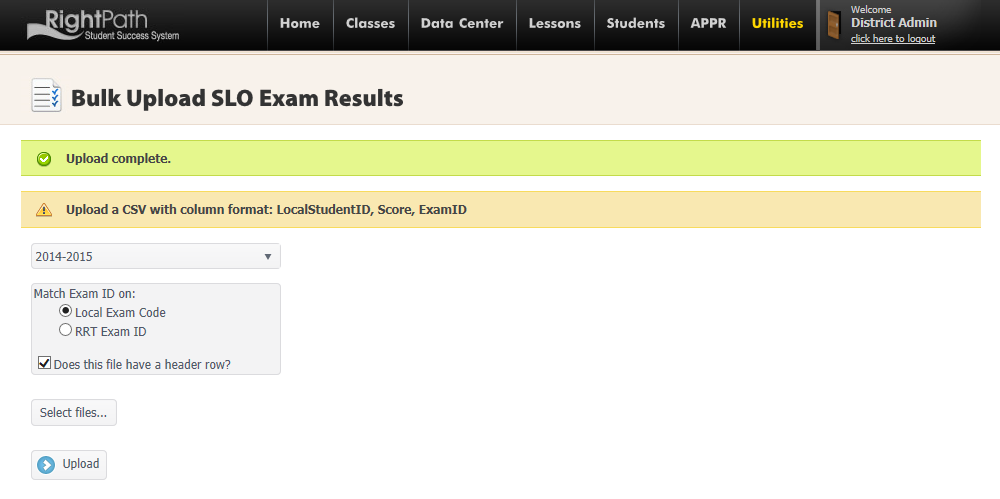 RightPath
Student Success System
Home
Classes
Data Center
Lessons
Students
APPR
Utilities
Welcome
District Admin
click here to logout
Bulk Upload SLO Exam Results
Upload complete.
Upload a CSV with column format: LocalStudentID, Score, ExamID
2014-2015
Match Exam ID on:
Local Exam Code
RRT Exam ID
Does this file have a header row?
Select files...
Upload